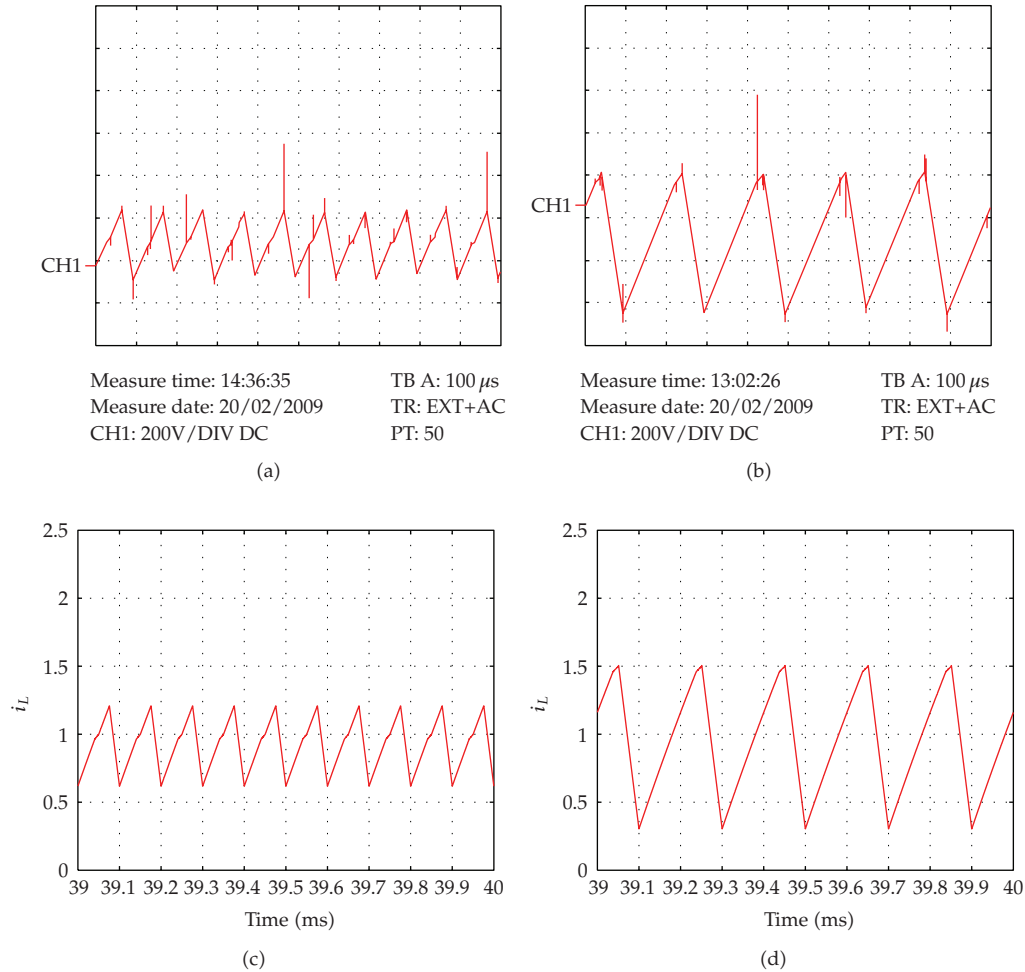 CH1
Measure time: 14:36:35 TB A: 100 μs
Measure date: 20/02/2009 TR: EXT+AC
CH1: 200V/DIV DC PT: 50
(a)
CH1
Measure time: 13:02:26 TB A: 100 μs
Measure date: 20/02/2009 TR: EXT+AC
CH1: 200V/DIV DC PT: 50
(b)
2.5
2
1.5
1
0.5
0
i_L
39 39.1 39.2 39.3 39.4 39.5 39.6 39.7 39.8 39.9 40
Time (ms)
(c)
2.5
2
1.5
1
0.5
0
i_L
39 39.1 39.2 39.3 39.4 39.5 39.6 39.7 39.8 39.9 40
Time (ms)
(d)